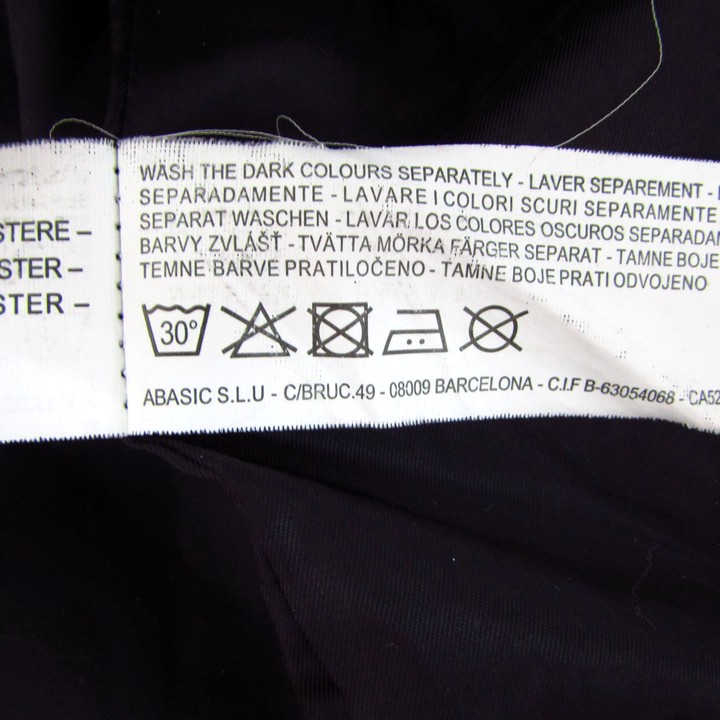 STERE –
STER –
STER –
WASH THE DARK COLOURS SEPARATELY - LAVER SEPAREMENT -
SEPARADAMENTE - LAVARE I COLORI SCURI SEPARAMENTE
SEPARAT WASCHEN - LAVAR LOS COLORES OSCUROS SEPARADAM
BARVY ZVLÁŠŤ - TVÄTTA MÖRKA FÄRGER SEPARAT - TAMNE BOJE
TEMNE BARVE PRATILOČENO - TAMNE BOJE PRATI ODVOJENO
30°
ABASIC S.L.U - C/BRUC.49 - 08009 BARCELONA - C.I.F B-63054068 - CA52